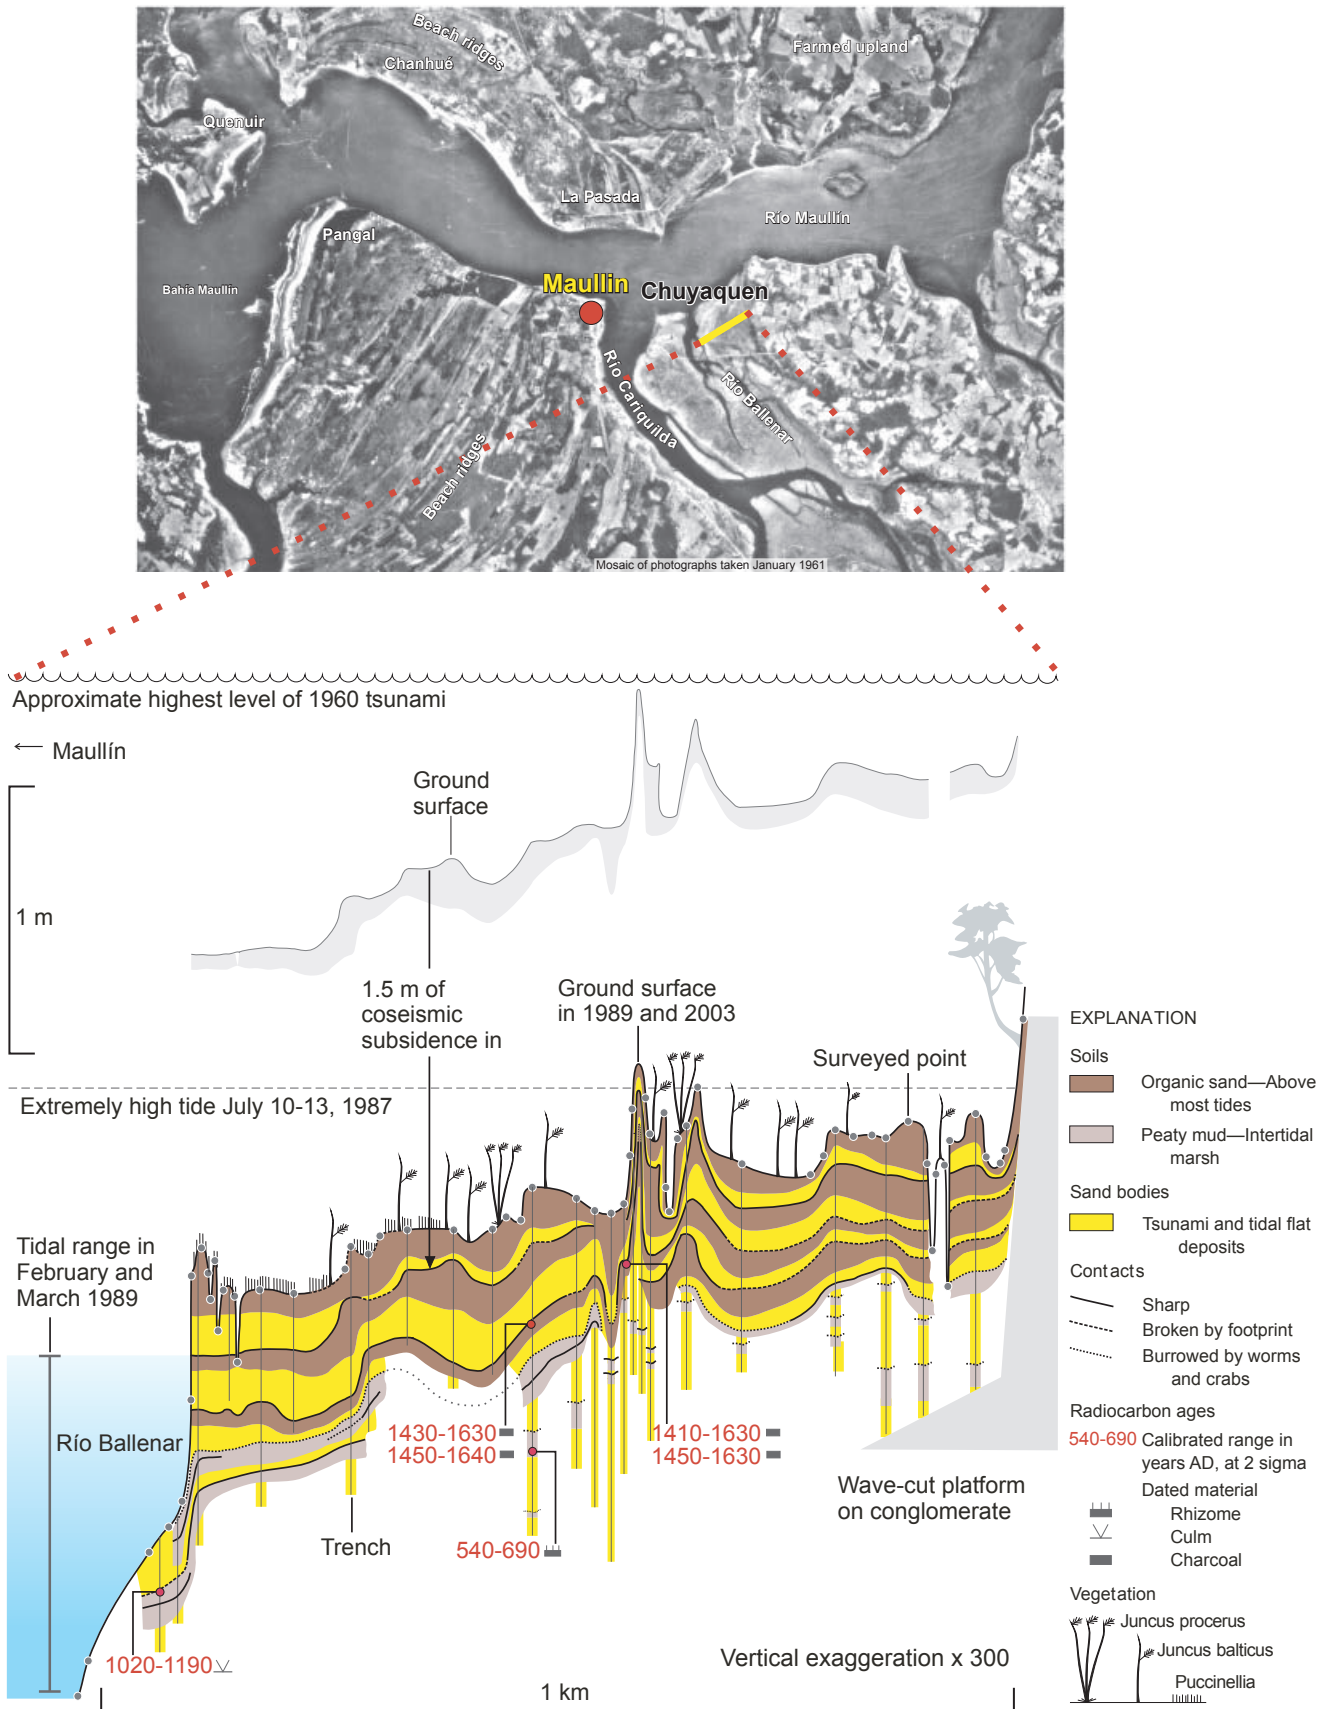 Beach ridges
Chanhué
Farmed upland
Quenuir
La Pasada
Río Maullín
Pangal
Bahía Maullín
Maullin
Chuyaquen
Río Cariquilda
Río Ballenar
Beach ridges
Mosaic of photographs taken January 1961
Approximate highest level of 1960 tsunami
← Maullín
Ground
surface
1 m
1.5 m of
coseismic
subsidence in
Ground surface
in 1989 and 2003
Surveyed point
Extremely high tide July 10-13, 1987
Tidal range in
February and
March 1989
Río Ballenar
1430-1630
1450-1640
1410-1630
1450-1630
540-690
Trench
1020-1190
Wave-cut platform
on conglomerate
Vertical exaggeration x 300
1 km
EXPLANATION
Soils
Organic sand—Above
most tides
Peaty mud—Intertidal
marsh
Sand bodies
Tsunami and tidal flat
deposits
Contacts
Sharp
Broken by footprint
Burrowed by worms
and crabs
Radiocarbon ages
540-690 Calibrated range in
years AD, at 2 sigma
Dated material
Rhizome
Culm
Charcoal
Vegetation
Juncus procerus
Juncus balticus
Puccinellia